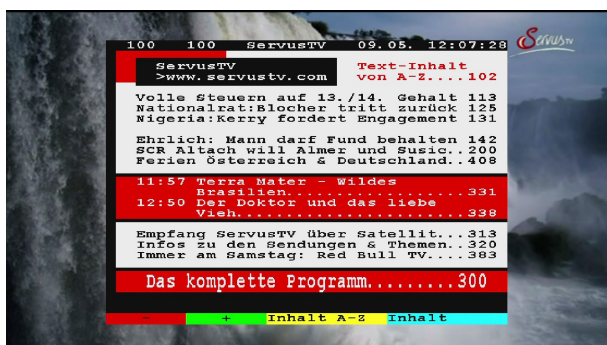 100 100 ServusTV 09.05. 12:07:28
ServusTV
ServusTV Text-Inhalt
>www.servustv.com von A-Z....102
Volle Steuern auf 13./14. Gehalt 113
Nationalrat:Blocher tritt zurück 125
Nigeria:Kerry fordert Engagement 131
Ehrlich: Mann darf Fund behalten 142
SCR Altach will Almer und Susic..200
Ferien Österreich & Deutschland..408
11:57 Terra Mater - Wildes
Brasilien....................331
12:50 Der Doktor und das liebe
Vieh.........................338
Empfang ServusTV über Satellit...313
Infos zu den Sendungen & Themen..320
Immer am Samstag: Red Bull TV....383
Das komplette Programm.........300
- + Inhalt A-Z Inhalt